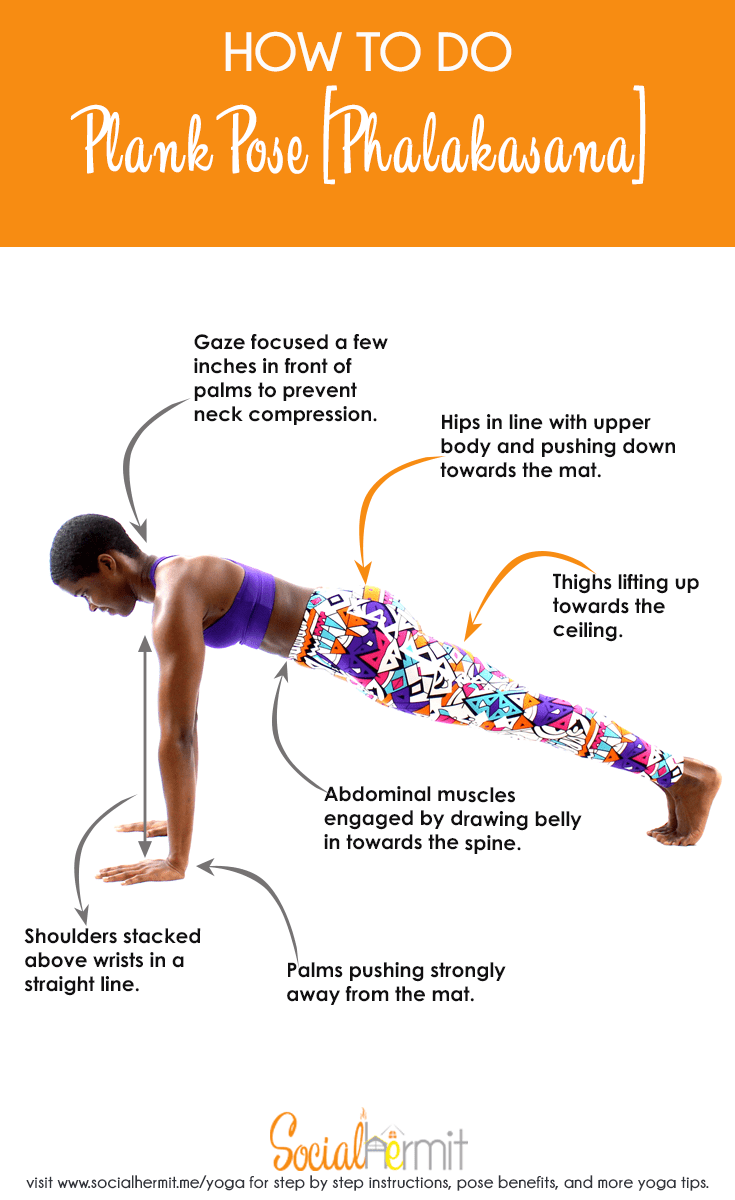 HOW TO DO
Plank Pose [Phalakasana]
Gaze focused a few
inches in front of
palms to prevent
neck compression.
Hips in line with upper
body and pushing down
towards the mat.
Thighs lifting up
towards the
ceiling.
Abdominal muscles
engaged by drawing belly
in towards the spine.
Shoulders stacked
above wrists in a
straight line.
Palms pushing strongly
away from the mat.
Socialhermit
visit www.socialhermit.me/yoga for step by step instructions, pose benefits, and more yoga tips.